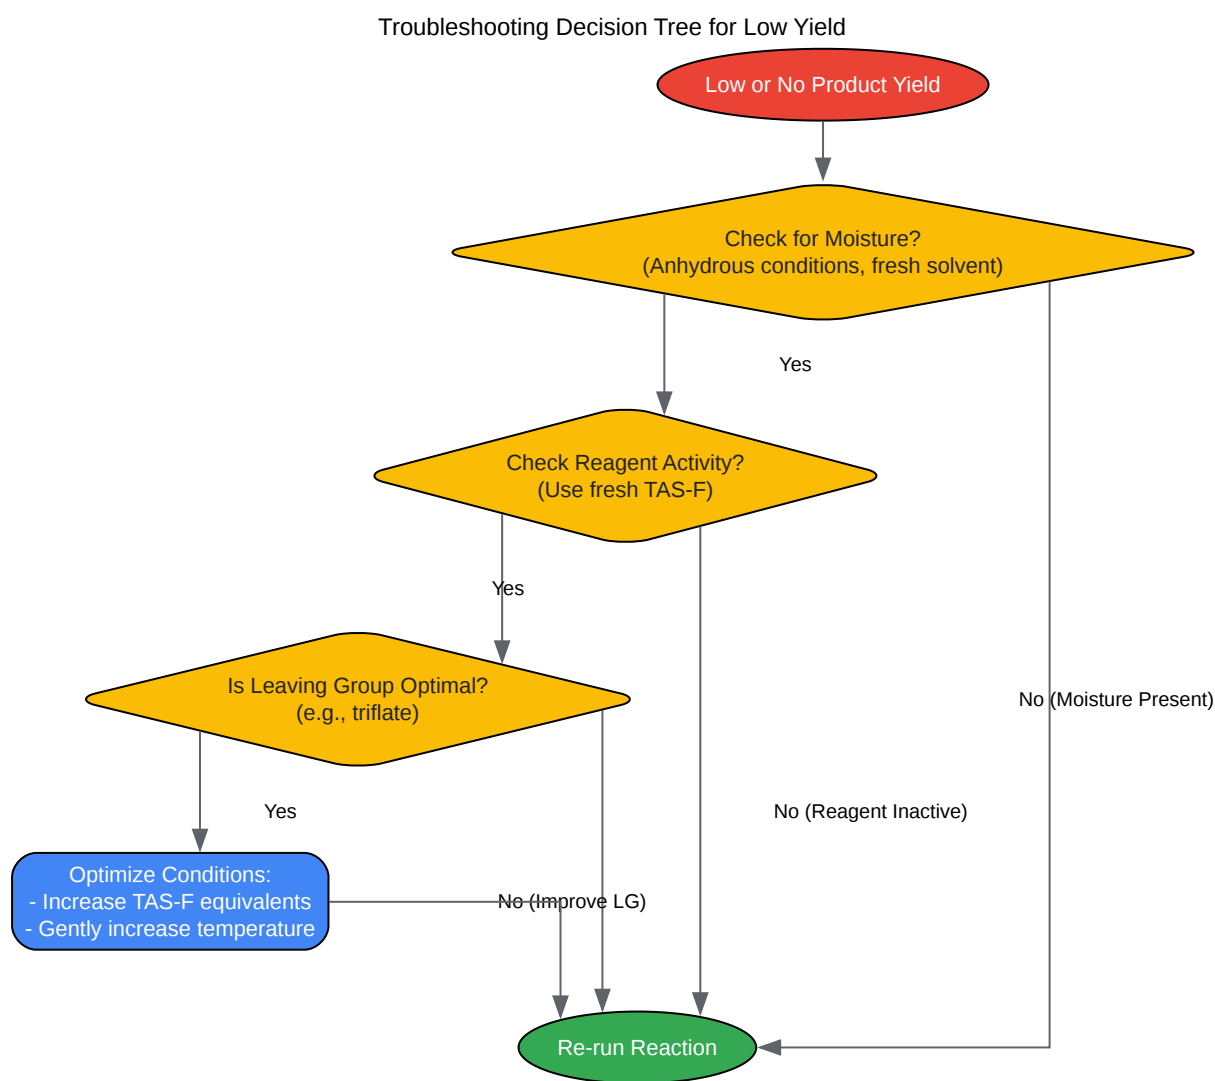 Troubleshooting Decision Tree for Low Yield
Low or No Product Yield
Check for Moisture?
(Anhydrous conditions, fresh solvent)
Yes
Check Reagent Activity?
(Use fresh TAS-F)
Yes
Is Leaving Group Optimal?
(e.g., triflate)
No (Moisture Present)
Yes
No (Reagent Inactive)
Optimize Conditions:
- Increase TAS-F equivalents
- Gently increase temperature
No (Improve LG)
Re-run Reaction